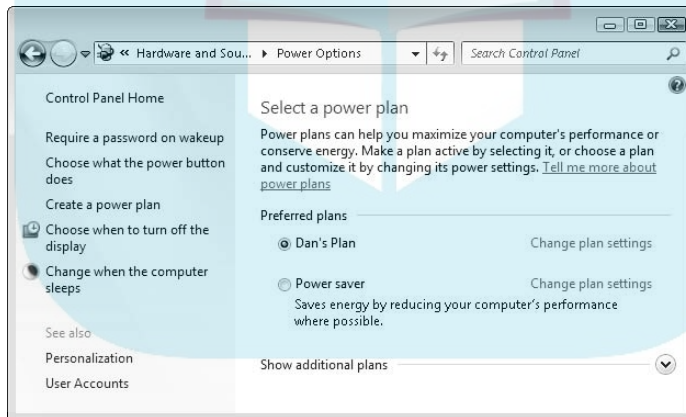 « Hardware and Sou... ▸ Power Options
Search Control Panel
Control Panel Home
Require a password on wakeup
Choose what the power button
does
Create a power plan
Choose when to turn off the
display
Change when the computer
sleeps
See also
Personalization
User Accounts
Select a power plan
Power plans can help you maximize your computer's performance or
conserve energy. Make a plan active by selecting it, or choose a plan
and customize it by changing its power settings. Tell me more about
power plans
Preferred plans
Dan's Plan
Change plan settings
Power saver
Change plan settings
Saves energy by reducing your computer's performance
where possible.
Show additional plans